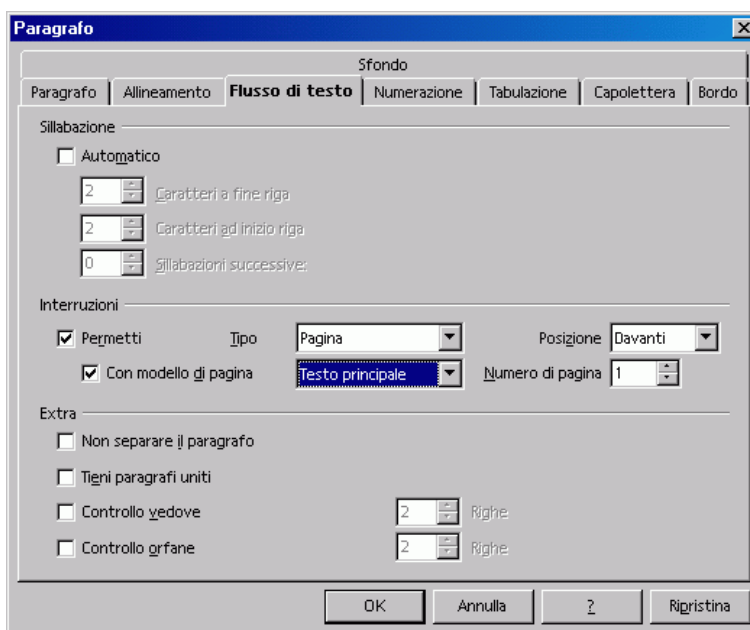 Paragrafo
Sfondo
Paragrafo Allineamento Flusso di testo Numerazione Tabulazione Capolettera Bordo
Sillabazione
Automatico
2 Caratteri a fine riga
2 Caratteri ad inizio riga
0 Sillabazioni successive:
Interruzioni
Permetti Tipo Pagina Posizione Davanti
Con modello di pagina Testo principale Numero di pagina 1
Extra
Non separare il paragrafo
Tieni paragrafi uniti
Controllo vedove 2 Righe
Controllo orfane 2 Righe
OK Annulla ? Ripristina